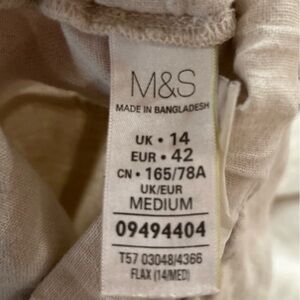 M&S
MADE IN BANGLADESH
UK • 14
EUR • 42
CN • 165/78A
UK/EUR
MEDIUM
09494404
T57 03048/4366
FLAX (14/MED)